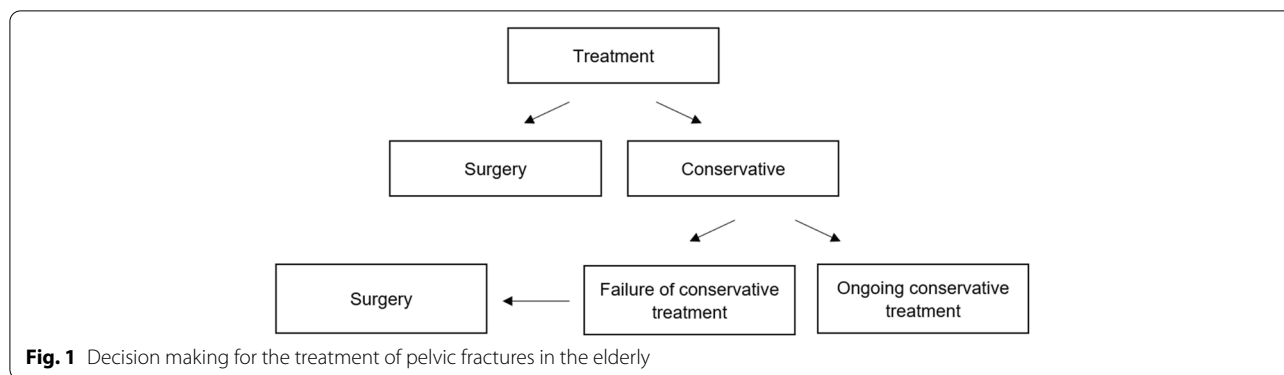 Treatment
Surgery
Conservative
Surgery
Failure of conservative
treatment
Ongoing conservative
treatment
Fig. 1 Decision making for the treatment of pelvic fractures in the elderly